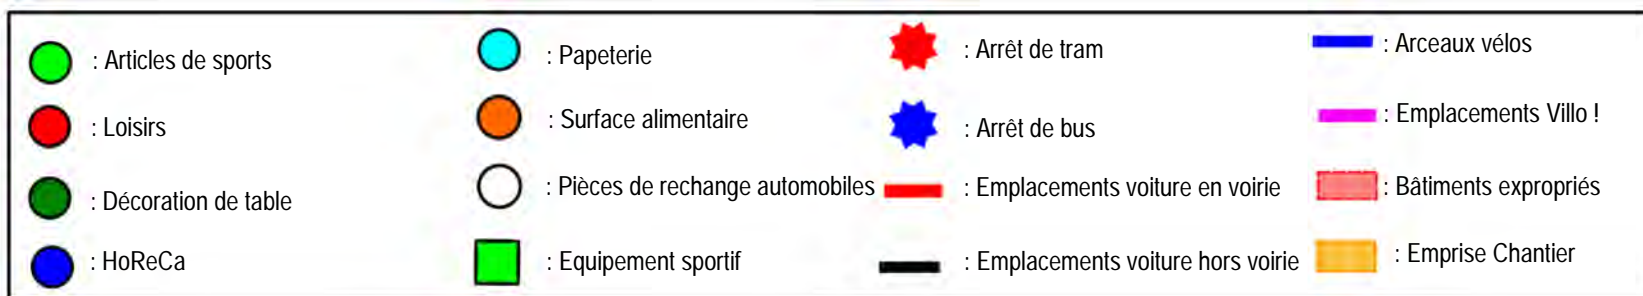 : Articles de sports
: Loisirs
: Décoration de table
: HoReCa
: Papeterie
: Surface alimentaire
: Pièces de rechange automobiles
: Equipement sportif
: Arrêt de tram
: Arrêt de bus
: Emplacements voiture en voirie
: Emplacements voiture hors voirie
: Arceaux vélos
: Emplacements Villo !
: Bâtiments expropriés
: Emprise Chantier